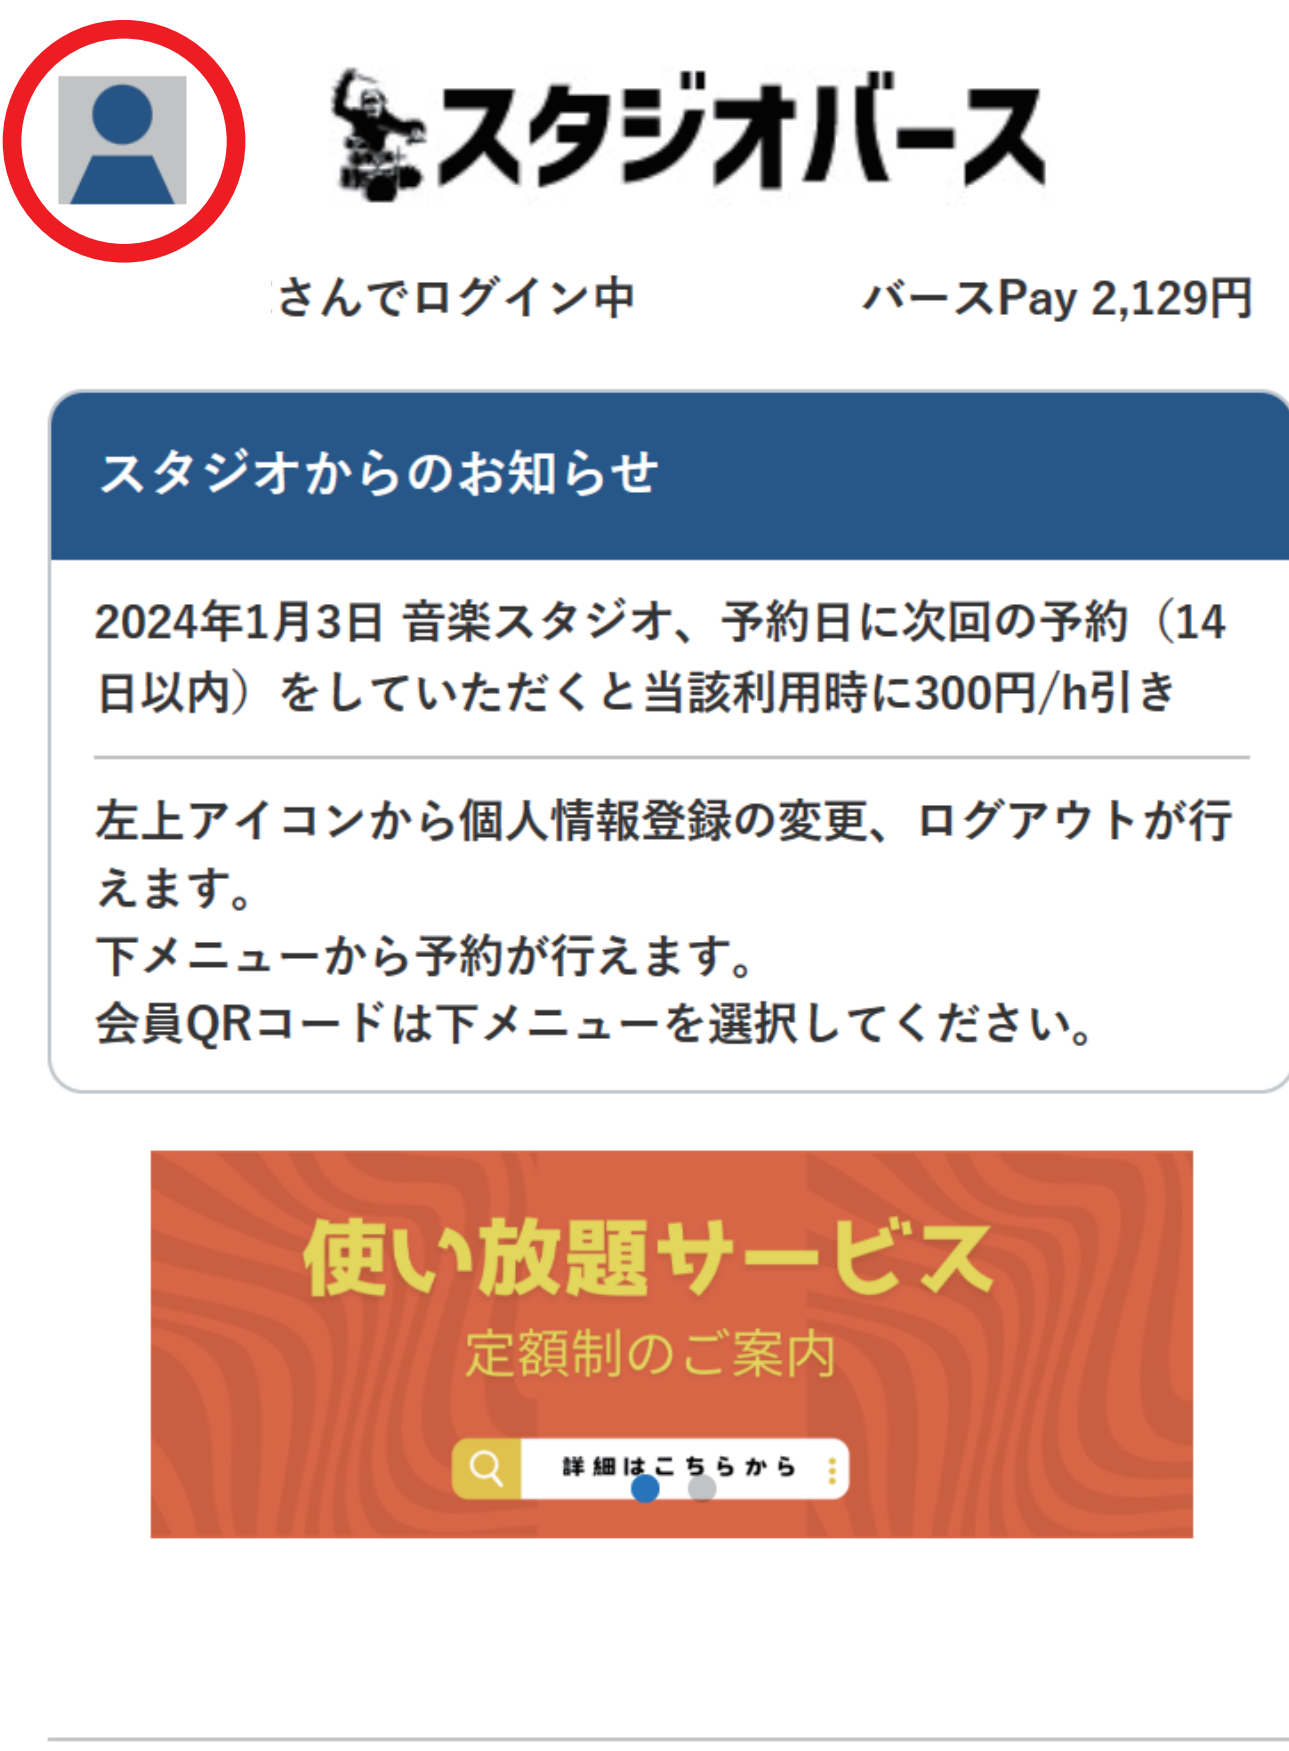 スタジオバース
さんでログイン中
バースPay 2,129円
スタジオからのお知らせ
2024年1月3日 音楽スタジオ、予約日に次回の予約（14
日以内）をしていただくと当該利用時に300円/h引き
左上アイコンから個人情報登録の変更、ログアウトが行
えます。
下メニューから予約が行えます。
会員QRコードは下メニューを選択してください。
使い放題サービス
定額制のご案内
詳細はこちらから